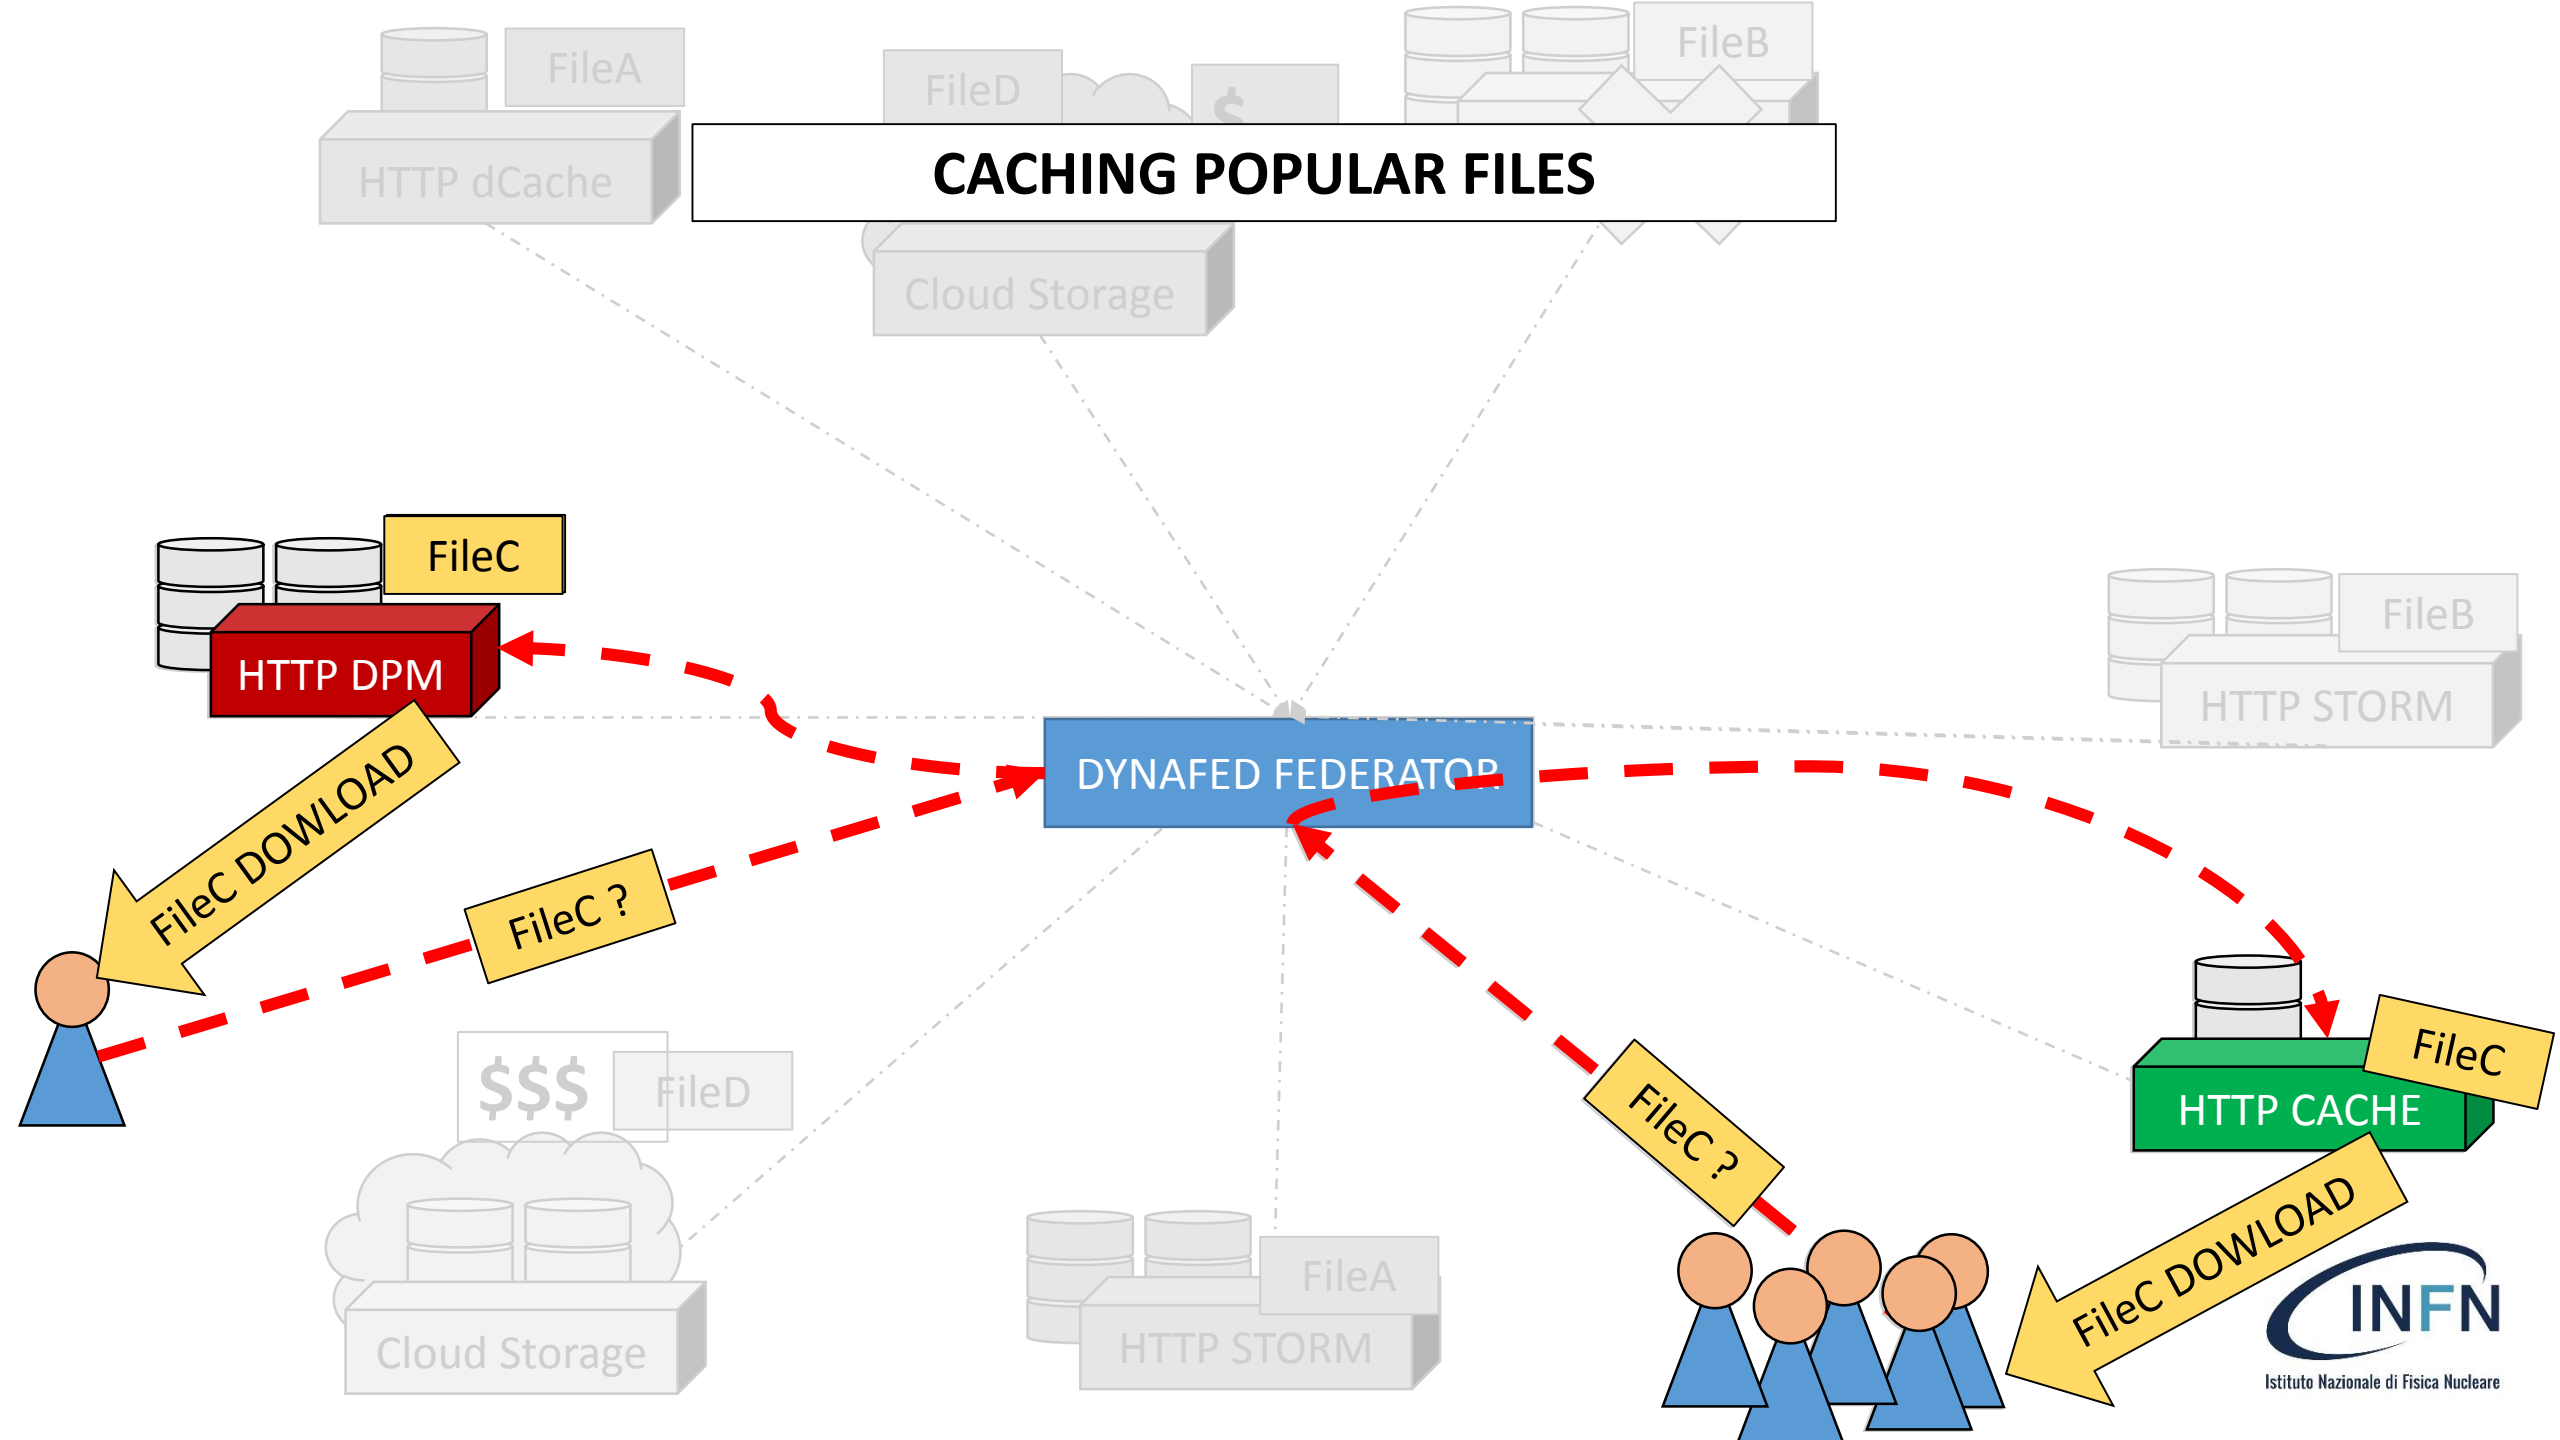 FileA
HTTP dCache
FileD
$
FileB
CACHING POPULAR FILES
Cloud Storage
FileC
HTTP DPM
FileB
HTTP STORM
DYNAFED FEDERATOR
FileC DOWLOAD
FileC ?
FileC
HTTP CACHE
$$$
FileD
FileC ?
FileC DOWLOAD
Cloud Storage
FileA
HTTP STORM
INFN
Istituto Nazionale di Fisica Nucleare